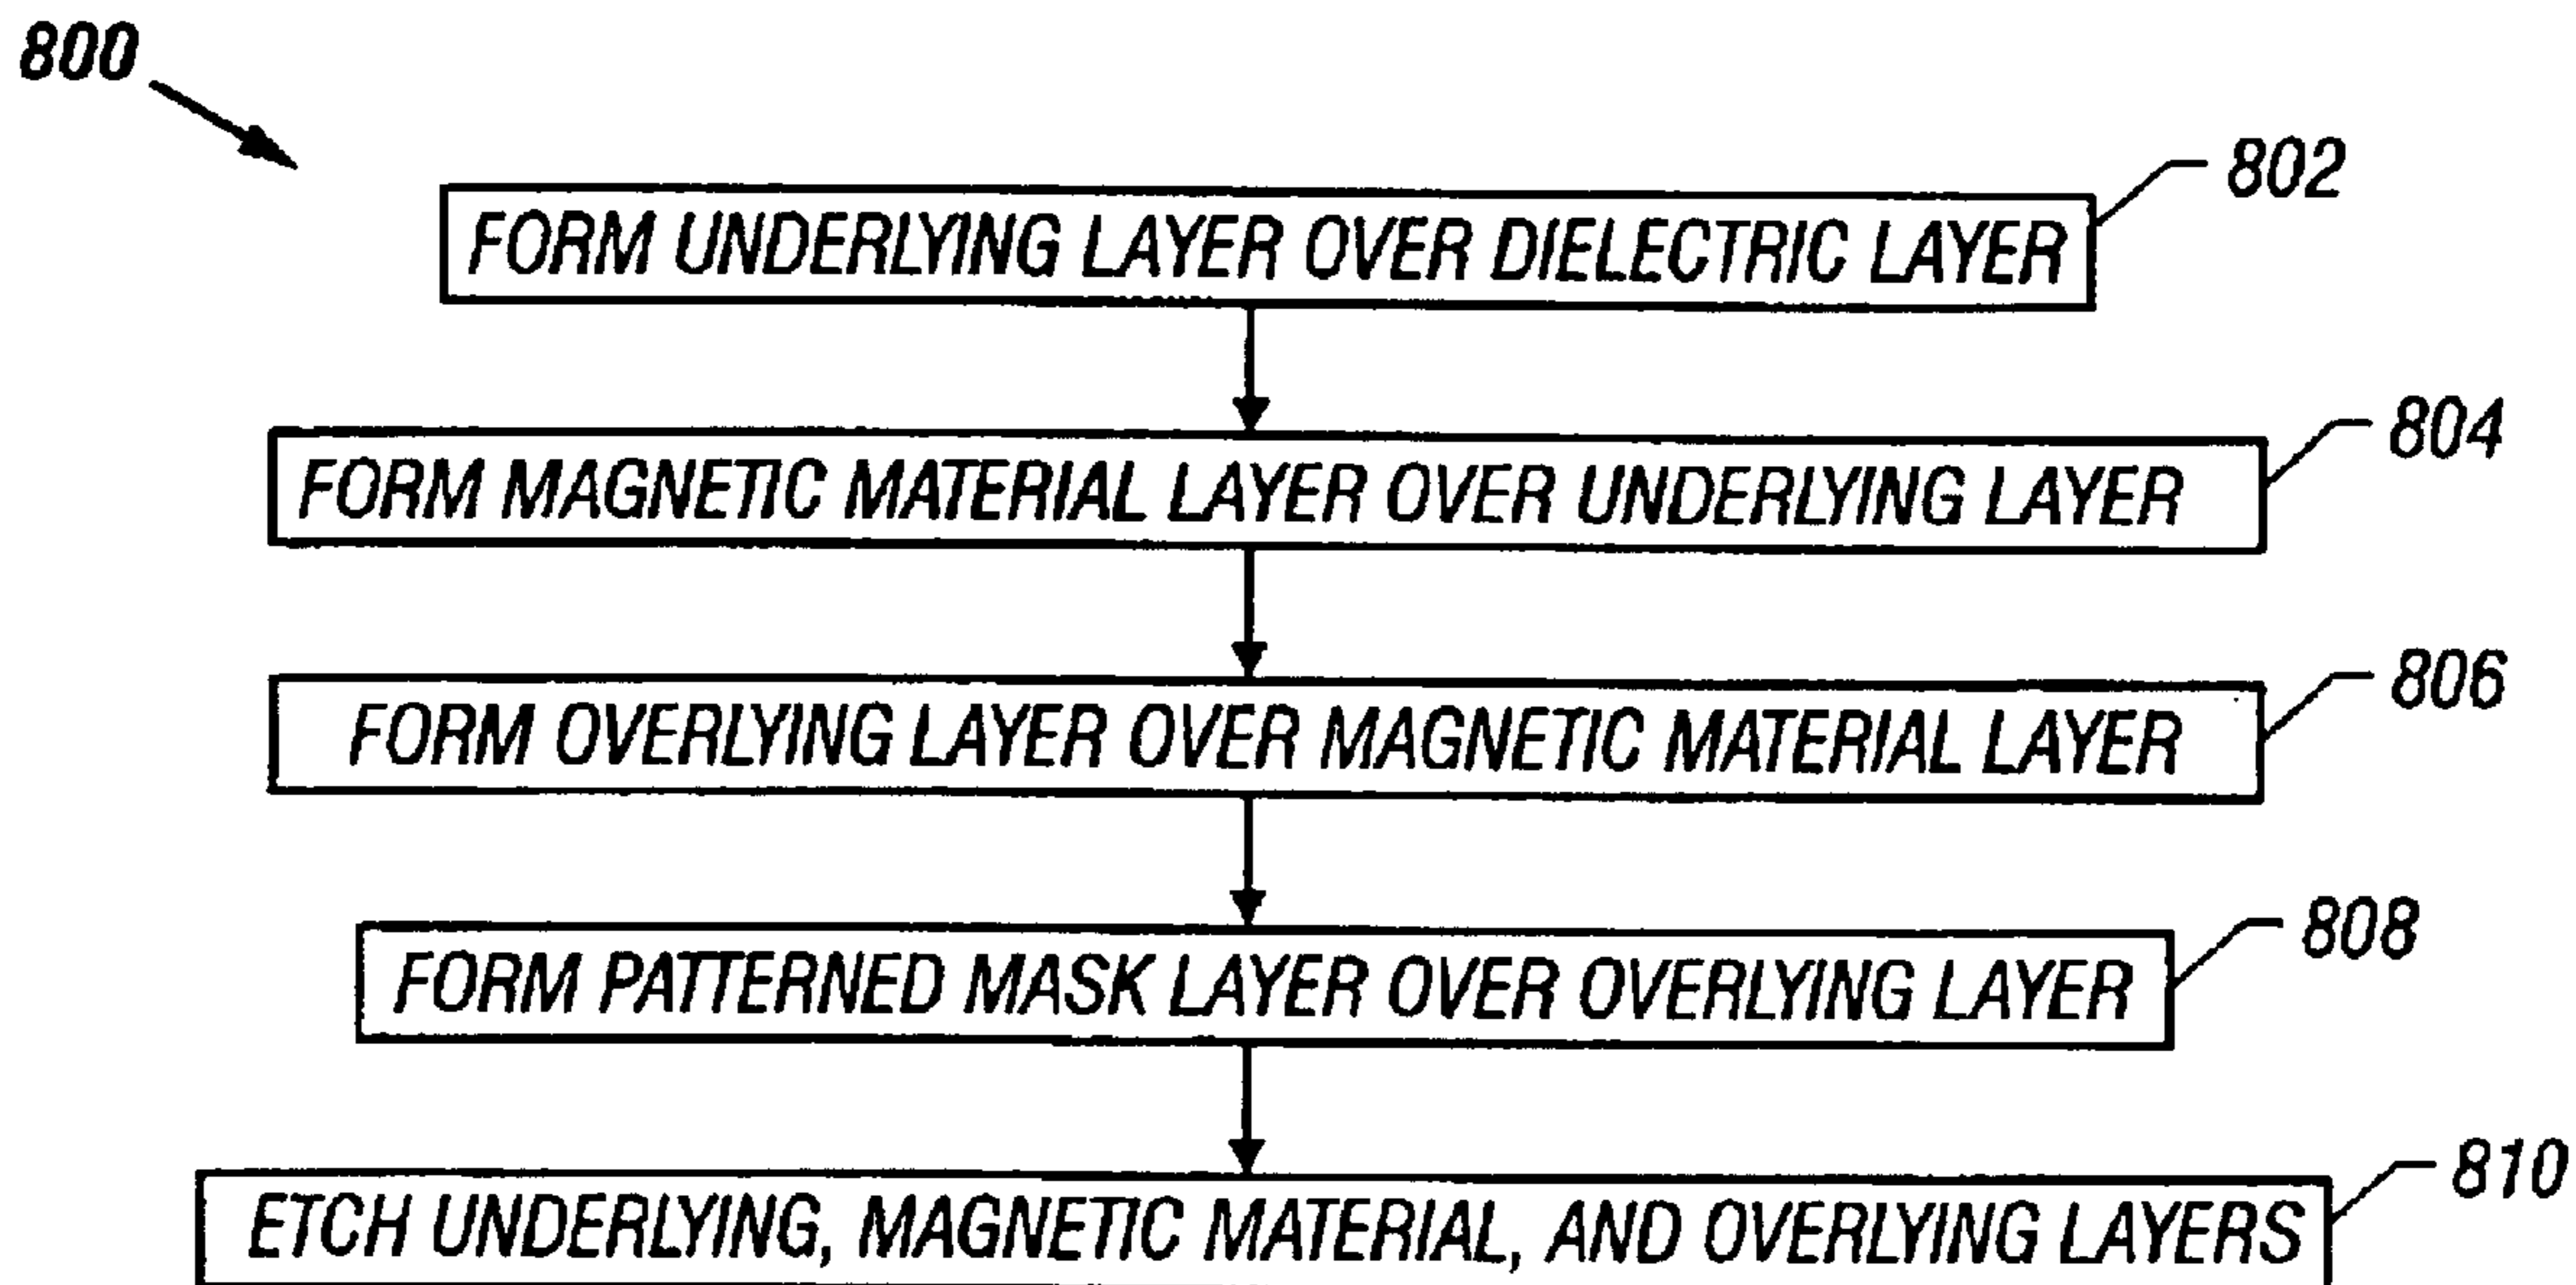 800
802
FORM UNDERLYING LAYER OVER DIELECTRIC LAYER
804
FORM MAGNETIC MATERIAL LAYER OVER UNDERLYING LAYER
806
FORM OVERLYING LAYER OVER MAGNETIC MATERIAL LAYER
808
FORM PATTERNED MASK LAYER OVER OVERLYING LAYER
810
ETCH UNDERLYING, MAGNETIC MATERIAL, AND OVERLYING LAYERS